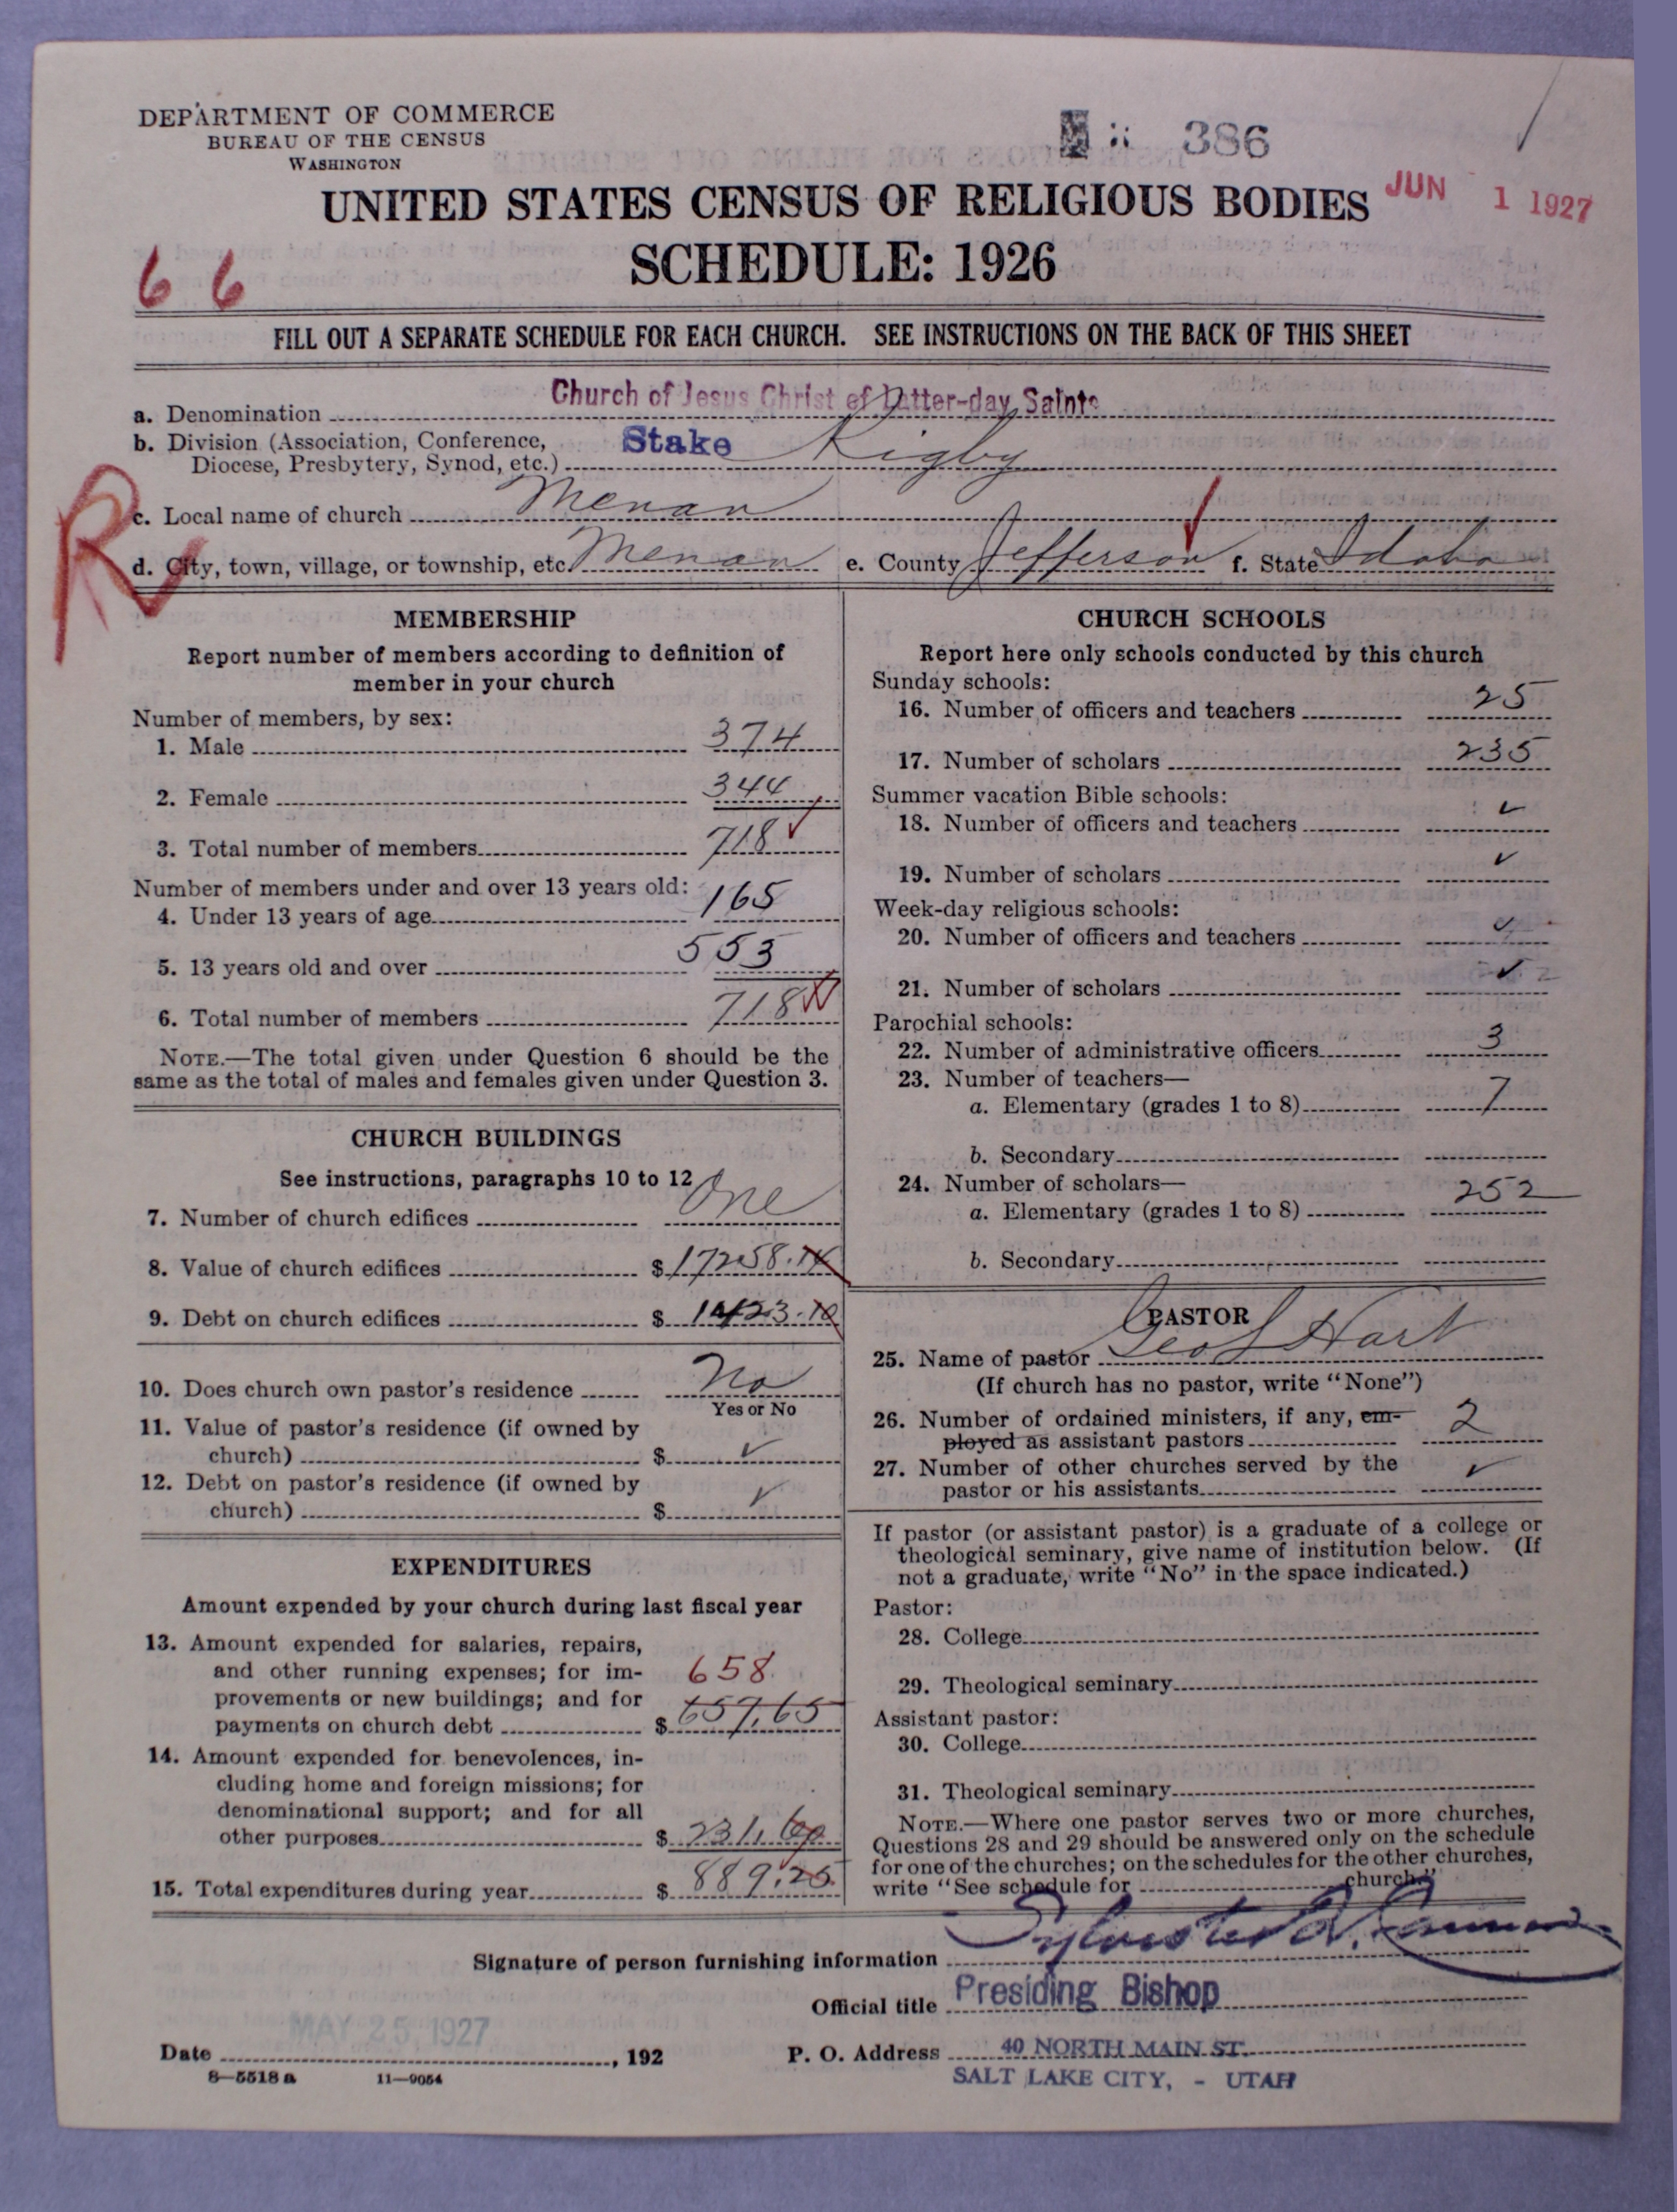 DEPARTMENT OF COMMERCE
BUREAU OF THE CENSUS
WASHINGTON
386
UNITED STATES CENSUS OF RELIGIOUS BODIES
JUN 1 1927
SCHEDULE: 1926
6 6
FILL OUT A SEPARATE SCHEDULE FOR EACH CHURCH. SEE INSTRUCTIONS ON THE BACK OF THIS SHEET
a. Denomination Church of Jesus Christ of Latter-day Saints
b. Division (Association, Conference, Stake Rigby
Diocese, Presbytery, Synod, etc.)
R
c. Local name of church Menan
d. City, town, village, or township, etc. Menan e. County Jefferson f. State Idaho
MEMBERSHIP
Report number of members according to definition of
member in your church
Number of members, by sex:
1. Male 374
2. Female 344
3. Total number of members 718
Number of members under and over 13 years old:
4. Under 13 years of age 165
5. 13 years old and over 553
6. Total number of members 718
NOTE.—The total given under Question 6 should be the
same as the total of males and females given under Question 3.
CHURCH BUILDINGS
See instructions, paragraphs 10 to 12
7. Number of church edifices One
8. Value of church edifices $17258.
9. Debt on church edifices $ 1423.10
10. Does church own pastor's residence No
Yes or No
11. Value of pastor's residence (if owned by
church) $ ✓
12. Debt on pastor's residence (if owned by
church) $ ✓
EXPENDITURES
Amount expended by your church during last fiscal year
13. Amount expended for salaries, repairs,
and other running expenses; for im- 658
provements or new buildings; and for
payments on church debt $ 657.65
14. Amount expended for benevolences, in-
cluding home and foreign missions; for
denominational support; and for all
other purposes $ 231.60
15. Total expenditures during year $ 889.25
CHURCH SCHOOLS
Report here only schools conducted by this church
Sunday schools:
16. Number of officers and teachers 25
17. Number of scholars 235
Summer vacation Bible schools:
18. Number of officers and teachers ✓
19. Number of scholars ✓
Week-day religious schools:
20. Number of officers and teachers ✓
21. Number of scholars ✓
Parochial schools:
22. Number of administrative officers 3
23. Number of teachers—
a. Elementary (grades 1 to 8) 7
b. Secondary
24. Number of scholars—
a. Elementary (grades 1 to 8) 252
b. Secondary
PASTOR
25. Name of pastor Geo S Hart
(If church has no pastor, write "None")
26. Number of ordained ministers, if any, em-
ployed as assistant pastors 2
27. Number of other churches served by the
pastor or his assistants ✓
If pastor (or assistant pastor) is a graduate of a college or
theological seminary, give name of institution below. (If
not a graduate, write "No" in the space indicated.)
Pastor:
28. College
29. Theological seminary
Assistant pastor:
30. College
31. Theological seminary
NOTE.—Where one pastor serves two or more churches,
Questions 28 and 29 should be answered only on the schedule
for one of the churches; on the schedules for the other churches,
write "See schedule for church."
Signature of person furnishing information Sylvester Q. Cannon
Official title Presiding Bishop
MAY 25 1927
Date , 192
P. O. Address 40 NORTH MAIN ST.
SALT LAKE CITY, - UTAH
8—5518 a 11—9054